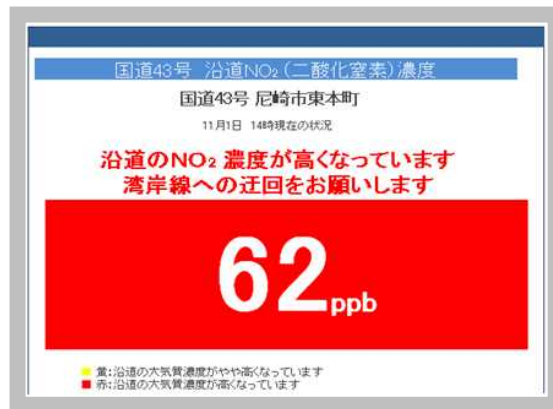 国道43号 沿道NO₂(二酸化窒素)濃度
国道43号 尼崎市東本町
11月1日 14時現在の状況
沿道のNO₂ 濃度が高くなっています
湾岸線への迂回をお願いします
62ppb
黄:沿道の大気質濃度がやや高くなっています
赤:沿道の大気質濃度が高くなっています